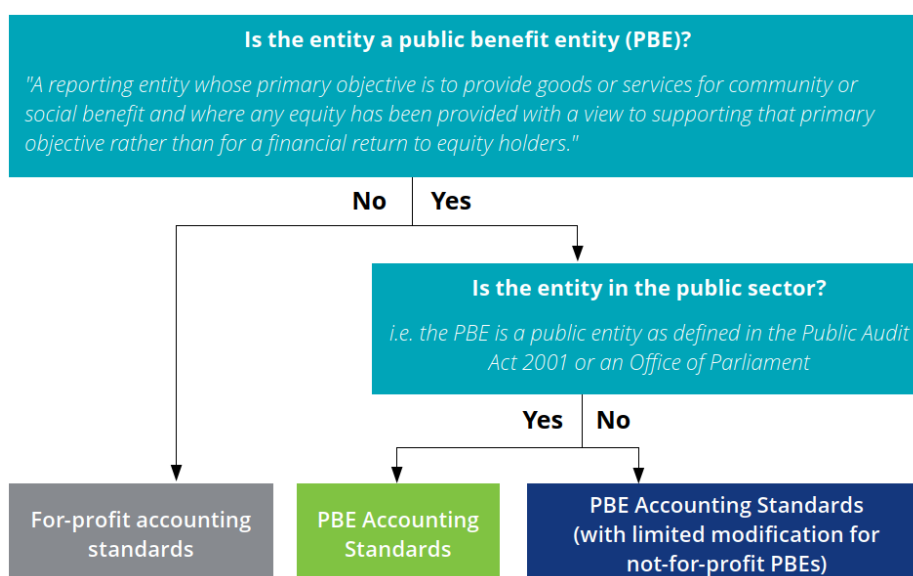 Is the entity a public benefit entity (PBE)?
"A reporting entity whose primary objective is to provide goods or services for community or
social benefit and where any equity has been provided with a view to supporting that primary
objective rather than for a financial return to equity holders."
No
Yes
Is the entity in the public sector?
i.e. the PBE is a public entity as defined in the Public Audit
Act 2001 or an Office of Parliament
Yes
No
For-profit accounting
standards
PBE Accounting
Standards
PBE Accounting Standards
(with limited modification for
not-for-profit PBEs)